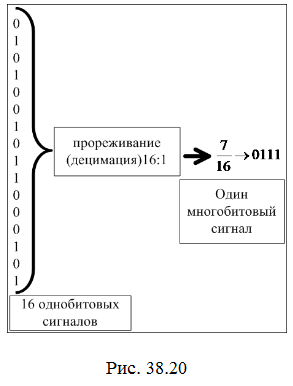 0
1
0
1
0
0
1
0
1
1
0
0
0
1
0
1
прореживание
(децимация)16:1
7
16
→0111
Один
многобитовый
сигнал
16 однобитовых
сигналов
Рис. 38.20